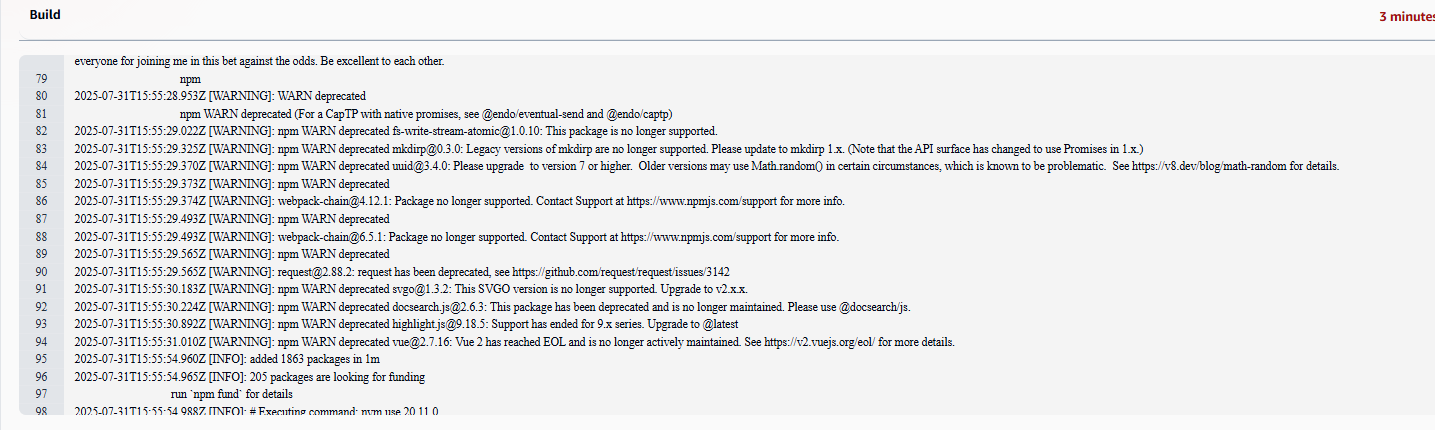 Build
3 minutes
everyone for joining me in this bet against the odds. Be excellent to each other.
79 npm
80 2025-07-31T15:55:28.953Z [WARNING]: WARN deprecated
81 npm WARN deprecated (For a CapTP with native promises, see @endo/eventual-send and @endo/captp)
82 2025-07-31T15:55:29.022Z [WARNING]: npm WARN deprecated fs-write-stream-atomic@1.0.10: This package is no longer supported.
83 2025-07-31T15:55:29.325Z [WARNING]: npm WARN deprecated mkdirp@0.3.0: Legacy versions of mkdirp are no longer supported. Please update to mkdirp 1.x. (Note that the API surface has changed to use Promises in 1.x.)
84 2025-07-31T15:55:29.370Z [WARNING]: npm WARN deprecated uuid@3.4.0: Please upgrade  to version 7 or higher.  Older versions may use Math.random() in certain circumstances, which is known to be problematic.  See https://v8.dev/blog/math-random for details.
85 2025-07-31T15:55:29.373Z [WARNING]: npm WARN deprecated
86 2025-07-31T15:55:29.374Z [WARNING]: webpack-chain@4.12.1: Package no longer supported. Contact Support at https://www.npmjs.com/support for more info.
87 2025-07-31T15:55:29.493Z [WARNING]: npm WARN deprecated
88 2025-07-31T15:55:29.493Z [WARNING]: webpack-chain@6.5.1: Package no longer supported. Contact Support at https://www.npmjs.com/support for more info.
89 2025-07-31T15:55:29.565Z [WARNING]: npm WARN deprecated
90 2025-07-31T15:55:29.565Z [WARNING]: request@2.88.2: request has been deprecated, see https://github.com/request/request/issues/3142
91 2025-07-31T15:55:30.183Z [WARNING]: npm WARN deprecated svgo@1.3.2: This SVGO version is no longer supported. Upgrade to v2.x.x.
92 2025-07-31T15:55:30.224Z [WARNING]: npm WARN deprecated docsearch.js@2.6.3: This package has been deprecated and is no longer maintained. Please use @docsearch/js.
93 2025-07-31T15:55:30.892Z [WARNING]: npm WARN deprecated highlight.js@9.18.5: Support has ended for 9.x series. Upgrade to @latest
94 2025-07-31T15:55:31.010Z [WARNING]: npm WARN deprecated vue@2.7.16: Vue 2 has reached EOL and is no longer actively maintained. See https://v2.vuejs.org/eol/ for more details.
95 2025-07-31T15:55:54.960Z [INFO]: added 1863 packages in 1m
96 2025-07-31T15:55:54.965Z [INFO]: 205 packages are looking for funding
97 run `npm fund` for details
98 2025-07-31T15:55:54.988Z [INFO]: # Executing command: nvm use 20.11.0